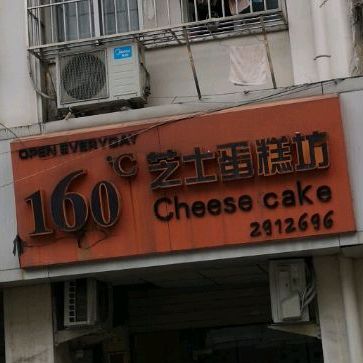 OPEN EVERYDAY
160℃ 芝士蛋糕坊
Cheese cake
2912696